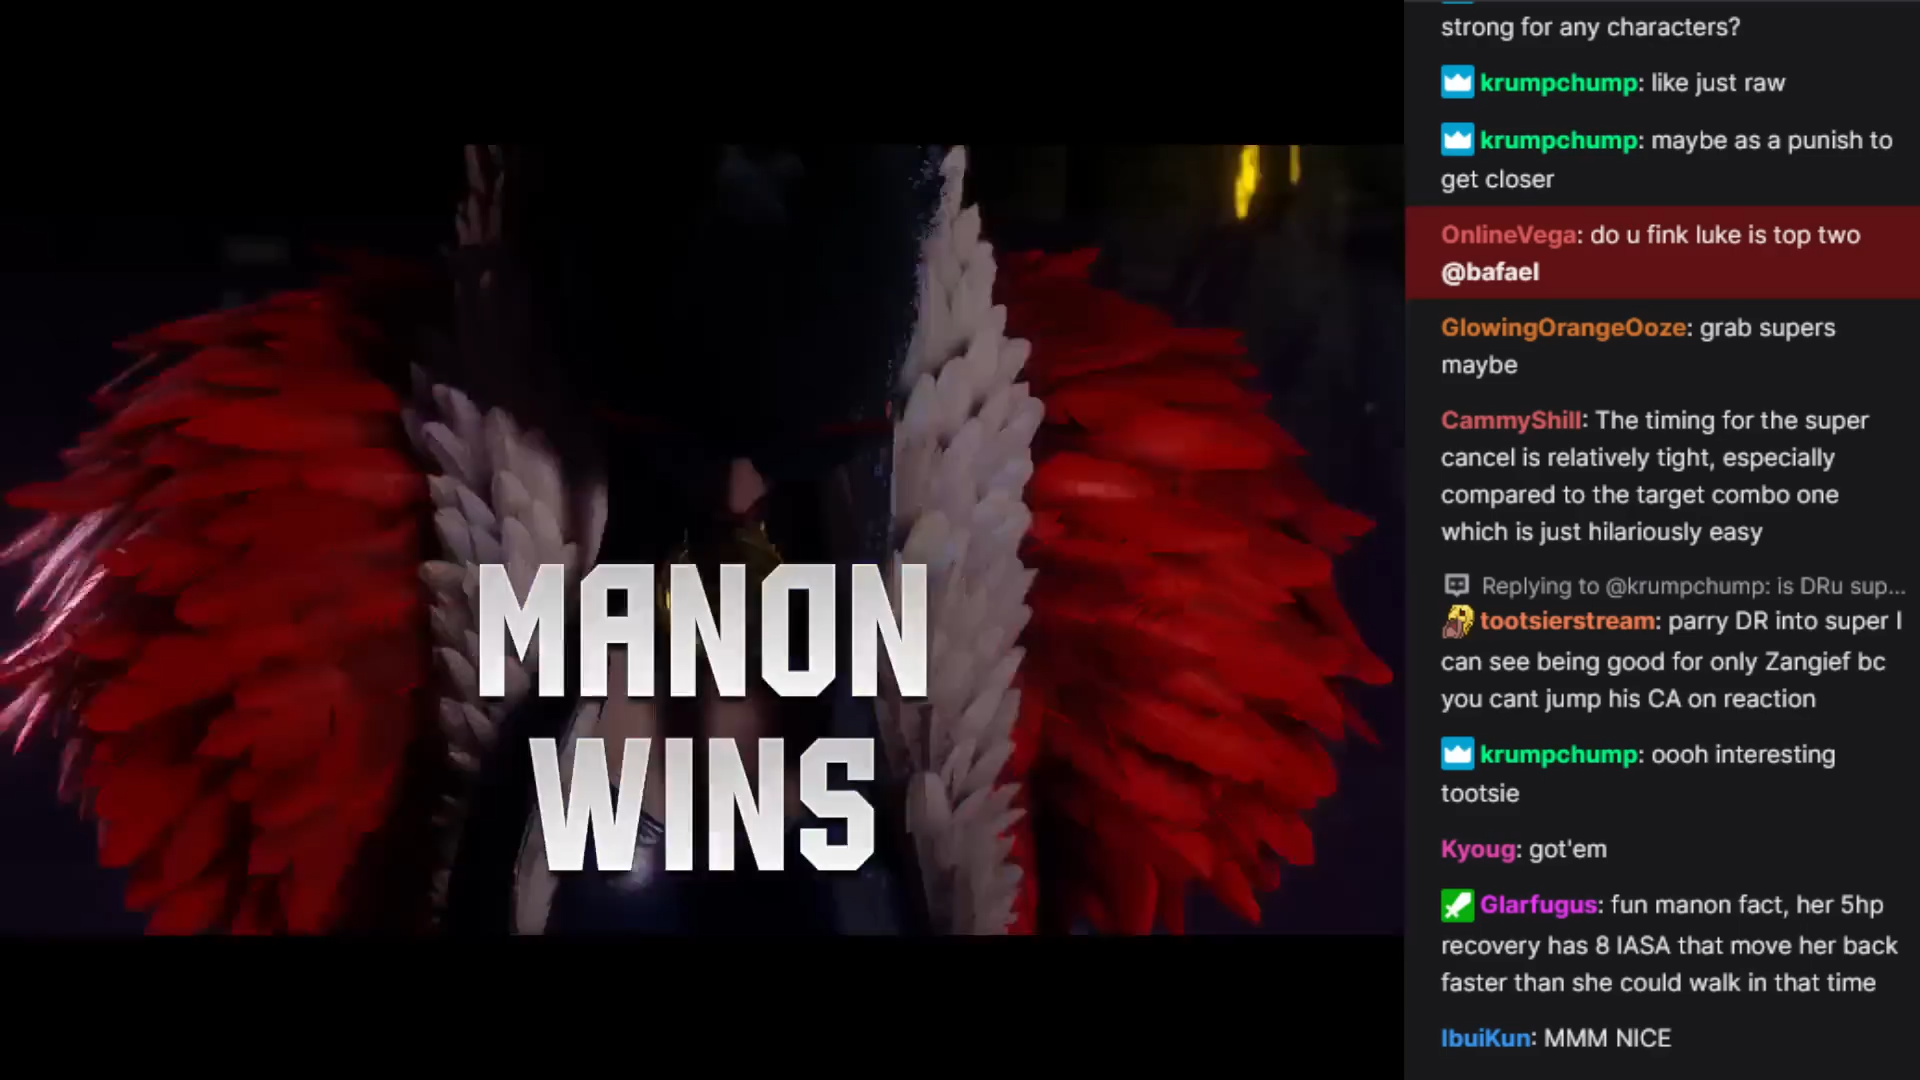 MANON
WINS
strong for any characters?
krumpchump: like just raw
krumpchump: maybe as a punish to
get closer
OnlineVega: do u fink luke is top two
@bafael
GlowingOrangeOoze: grab supers
maybe
CammyShill: The timing for the super
cancel is relatively tight, especially
compared to the target combo one
which is just hilariously easy
Replying to @krumpchump: is DRu sup...
tootsierstream: parry DR into super I
can see being good for only Zangief bc
you cant jump his CA on reaction
krumpchump: oooh interesting
tootsie
Kyoug: got'em
Glarfugus: fun manon fact, her 5hp
recovery has 8 IASA that move her back
faster than she could walk in that time
IbuiKun: MMM NICE